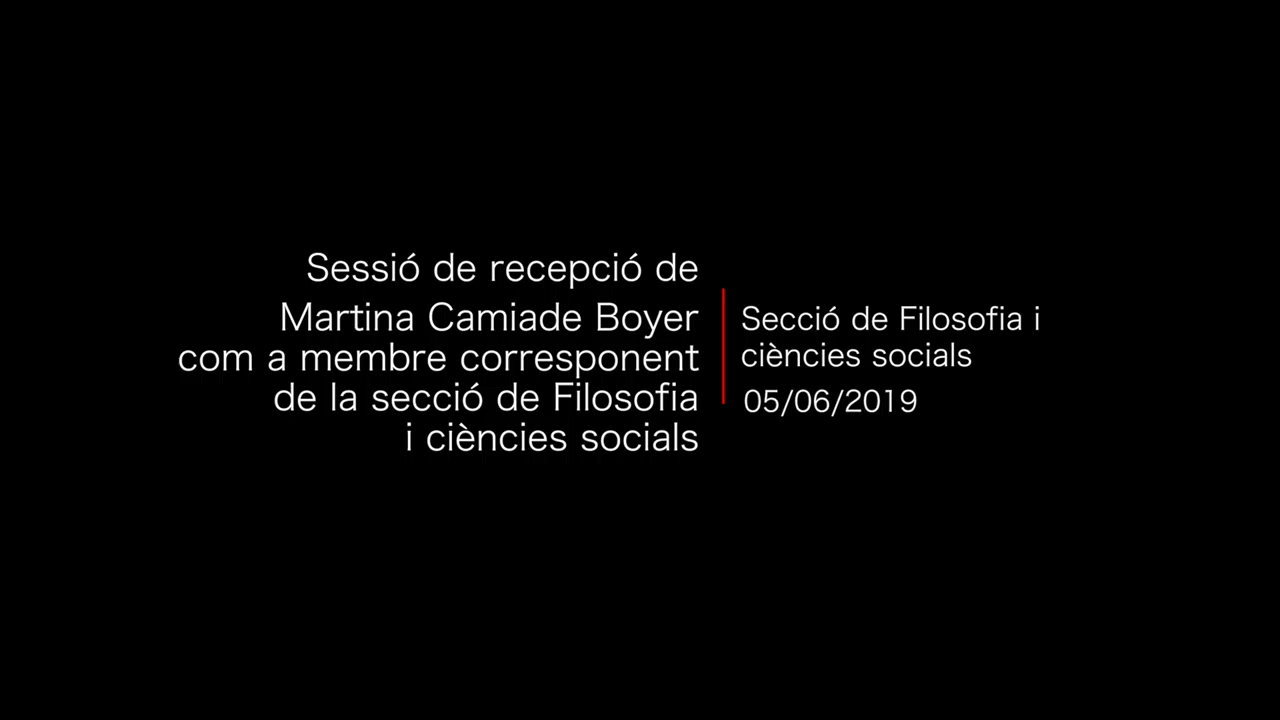 Sessió de recepció de
Martina Camiade Boyer
com a membre corresponent
de la secció de Filosofia
i ciències socials
Secció de Filosofia i
ciències socials
05/06/2019